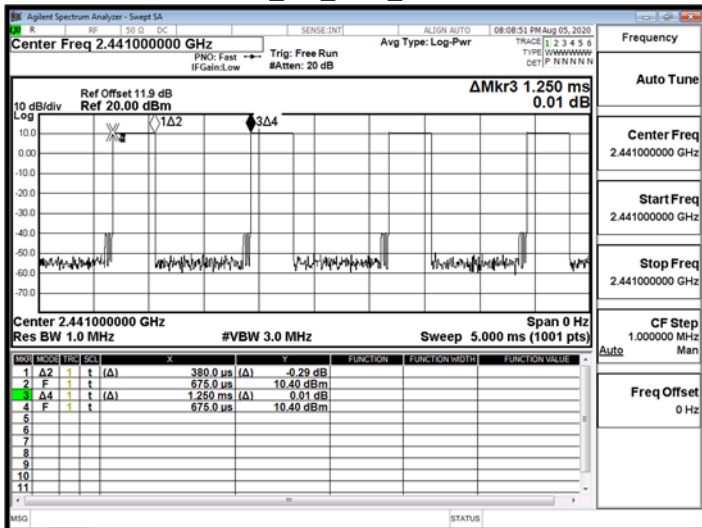 Agilent Spectrum Analyzer - Swept SA
R RF 50 Ω DC SENSE:INT ALIGN AUTO 08:08:51 PM Aug 05, 2020
Center Freq 2.441000000 GHz
PNO: Fast
IFGain:Low
Trig: Free Run
#Atten: 20 dB
Avg Type: Log-Pwr
TRACE 1 2 3 4 5 6
TYPE WWWWWW
DET P N N N N N
Frequency
Auto Tune
Center Freq
2.441000000 GHz
Start Freq
2.441000000 GHz
Stop Freq
2.441000000 GHz
CF Step
1.000000 MHz
Auto Man
Freq Offset
0 Hz
ΔMkr3 1.250 ms
0.01 dB
Ref Offset 11.9 dB
10 dB/div Ref 20.00 dBm
Log
1Δ2
3Δ4
10.0
0.00
-10.0
-20.0
-30.0
-40.0
-50.0
-60.0
-70.0
Center 2.441000000 GHz Span 0 Hz
Res BW 1.0 MHz #VBW 3.0 MHz Sweep 5.000 ms (1001 pts)
MKR MODE TRC SCL X Y FUNCTION FUNCTION WIDTH FUNCTION VALUE
1 Δ2 1 t (Δ) 380.0 µs (Δ) -0.29 dB
2 F 1 t 675.0 µs 10.40 dBm
3 Δ4 1 t (Δ) 1.250 ms (Δ) 0.01 dB
4 F 1 t 675.0 µs 10.40 dBm
5
6
7
8
9
10
11
MSG STATUS